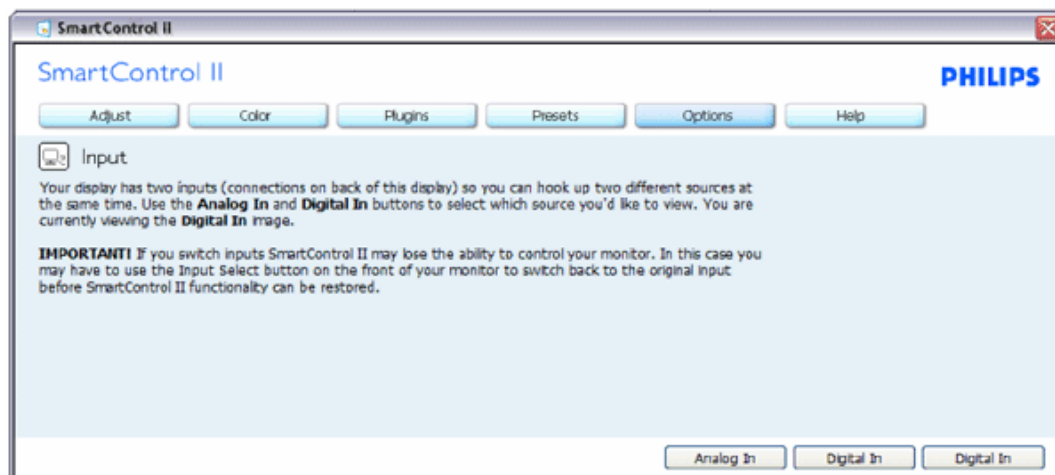 SmartControl II
SmartControl II
PHILIPS
Adjust
Color
Plugins
Presets
Options
Help
Input
Your display has two inputs (connections on back of this display) so you can hook up two different sources at
the same time. Use the Analog In and Digital In buttons to select which source you'd like to view. You are
currently viewing the Digital In image.
IMPORTANT! If you switch inputs SmartControl II may lose the ability to control your monitor. In this case you
may have to use the Input Select button on the front of your monitor to switch back to the original input
before SmartControl II functionality can be restored.
Analog In
Digital In
Digital In